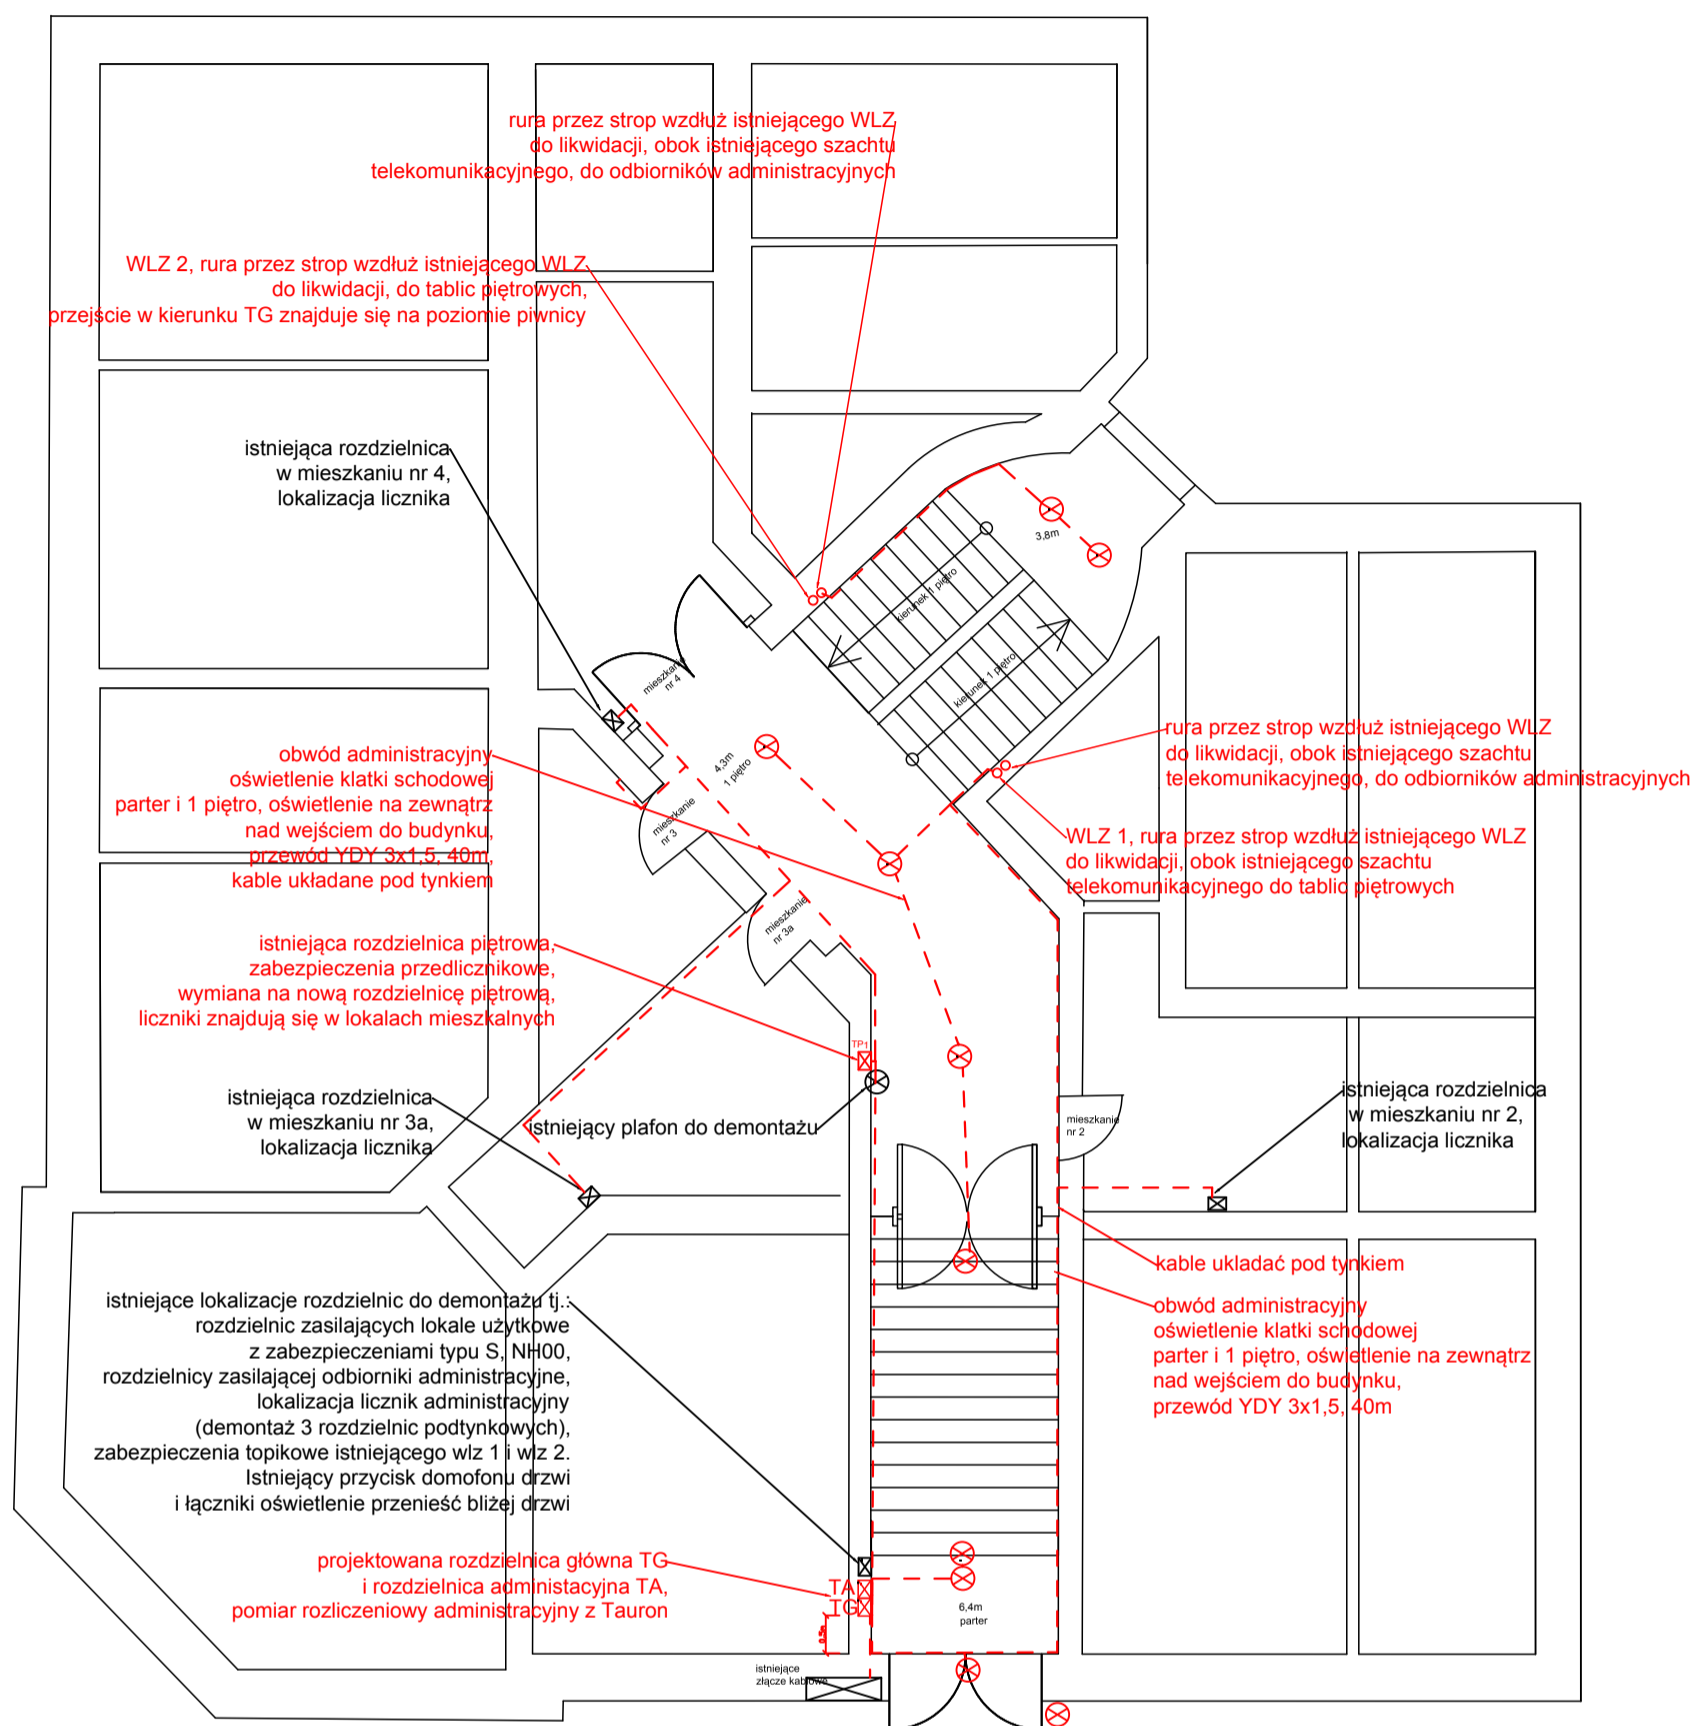 rura przez strop wzdłuż istniejącego WLZ
do likwidacji, obok istniejącego szachtu
telekomunikacyjnego, do odbiorników administracyjnych
WLZ 2, rura przez strop wzdłuż istniejącego WLZ
do likwidacji, do tablic piętrowych,
przejście w kierunku TG znajduje się na poziomie piwnicy
istniejąca rozdzielnica
w mieszkaniu nr 4,
lokalizacja licznika
3,8m
kierunek 1 piętro
kierunek 1 piętro
mieszkanie
nr 4
4,3m
1 piętro
mieszkanie
nr 3
mieszkanie
nr 3a
rura przez strop wzdłuż istniejącego WLZ
do likwidacji, obok istniejącego szachtu
telekomunikacyjnego, do odbiorników administracyjnych
WLZ 1, rura przez strop wzdłuż istniejącego WLZ
do likwidacji, obok istniejącego szachtu
telekomunikacyjnego do tablic piętrowych
obwód administracyjny
oświetlenie klatki schodowej
parter i 1 piętro, oświetlenie na zewnątrz
nad wejściem do budynku,
przewód YDY 3x1,5, 40m,
kable układane pod tynkiem
istniejąca rozdzielnica piętrowa,
zabezpieczenia przedlicznikowe,
wymiana na nową rozdzielnicę piętrową,
liczniki znajdują się w lokalach mieszkalnych
TP1
istniejąca rozdzielnica
w mieszkaniu nr 3a,
lokalizacja licznika
istniejący plafon do demontażu
mieszkanie
nr 2
istniejąca rozdzielnica
w mieszkaniu nr 2,
lokalizacja licznika
kable ukladać pod tynkiem
obwód administracyjny
oświetlenie klatki schodowej
parter i 1 piętro, oświetlenie na zewnątrz
nad wejściem do budynku,
przewód YDY 3x1,5, 40m
istniejące lokalizacje rozdzielnic do demontażu tj.:
rozdzielnic zasilających lokale użytkowe
z zabezpieczeniami typu S, NH00,
rozdzielnicy zasilającej odbiorniki administracyjne,
lokalizacja licznik administracyjny
(demontaż 3 rozdzielnic podtynkowych),
zabezpieczenia topikowe istniejącego wlz 1 i wlz 2.
Istniejący przycisk domofonu drzwi
i łączniki oświetlenie przenieść bliżej drzwi
projektowana rozdzielnica główna TG
i rozdzielnica administacyjna TA,
pomiar rozliczeniowy administracyjny z Tauron
TA
TG
0,5m
6,4m
parter
istniejące
złącze kablowe